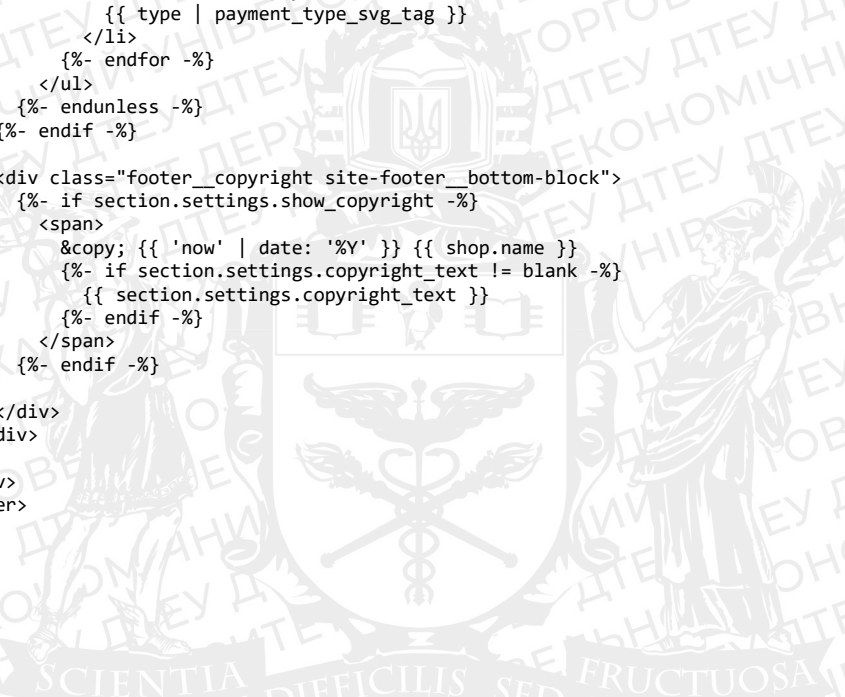 {{ type | payment_type_svg_tag }}
</li>
{%- endfor -%}
</ul>
{%- endunless -%}
{%- endif -%}
<div class="footer__copyright site-footer__bottom-block">
{%- if section.settings.show_copyright -%}
<span>
&copy; {{ 'now' | date: '%Y' }} {{ shop.name }}
{%- if section.settings.copyright_text != blank -%}
{{ section.settings.copyright_text }}
{%- endif -%}
</span>
{%- endif -%}
</div>
div>
v>
er>
SCIENTIA DIFFICILIS SED FRUCTUOSA